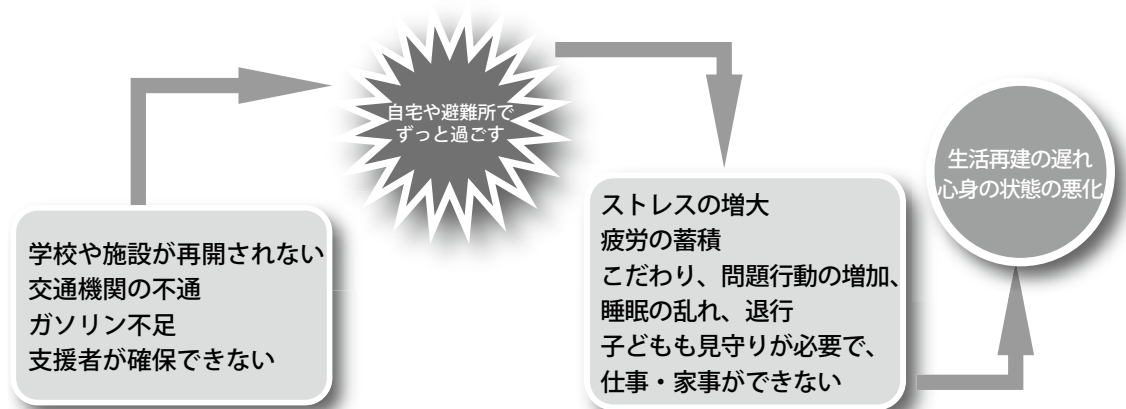 学校や施設が再開されない
交通機関の不通
ガソリン不足
支援者が確保できない
自宅や避難所で
ずっと過ごす
ストレスの増大
疲労の蓄積
こだわり、問題行動の増加、
睡眠の乱れ、退行
子どもも見守りが必要で、
仕事・家事ができない
生活再建の遅れ
心身の状態の悪化